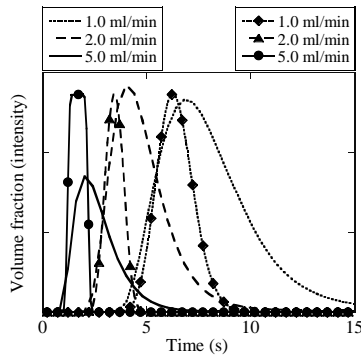 1.0 ml/min
2.0 ml/min
5.0 ml/min
1.0 ml/min
2.0 ml/min
5.0 ml/min
Volume fraction (intensity)
0 5 10 15
Time (s)